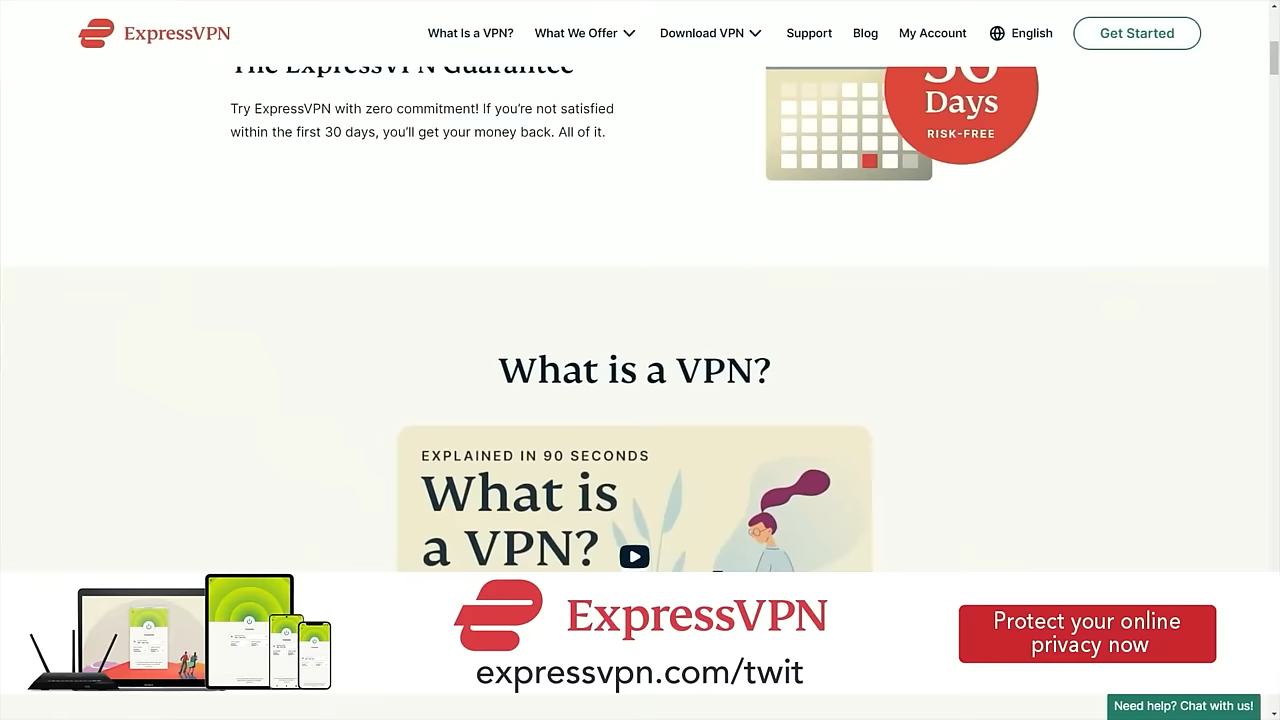 ExpressVPN
What Is a VPN?
What We Offer
Download VPN
Support
Blog
My Account
English
Get Started
The ExpressVPN Guarantee
Try ExpressVPN with zero commitment! If you’re not satisfied
within the first 30 days, you’ll get your money back. All of it.
30
Days
RISK-FREE
What is a VPN?
EXPLAINED IN 90 SECONDS
What is
a VPN?
ExpressVPN
expressvpn.com/twit
Protect your online
privacy now
Need help? Chat with us!